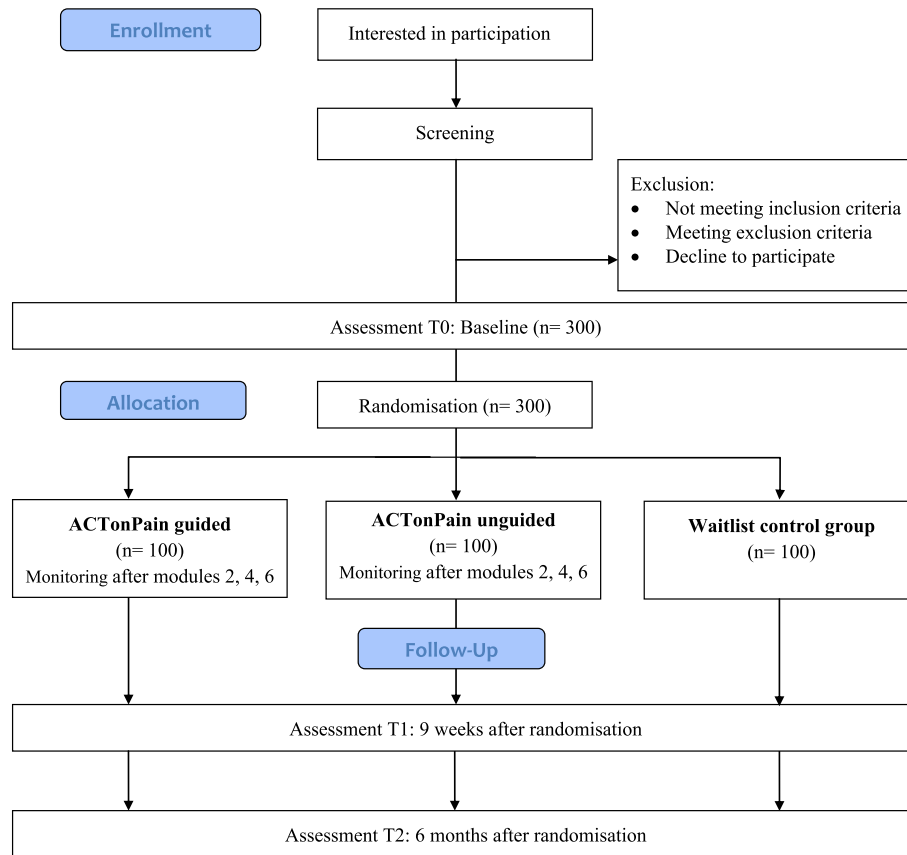 Enrollment
Interested in participation
Screening
Exclusion:
• Not meeting inclusion criteria
• Meeting exclusion criteria
• Decline to participate
Assessment T0: Baseline (n= 300)
Allocation
Randomisation (n= 300)
ACTonPain guided
(n= 100)
Monitoring after modules 2, 4, 6
ACTonPain unguided
(n= 100)
Monitoring after modules 2, 4, 6
Waitlist control group
(n= 100)
Follow-Up
Assessment T1: 9 weeks after randomisation
Assessment T2: 6 months after randomisation